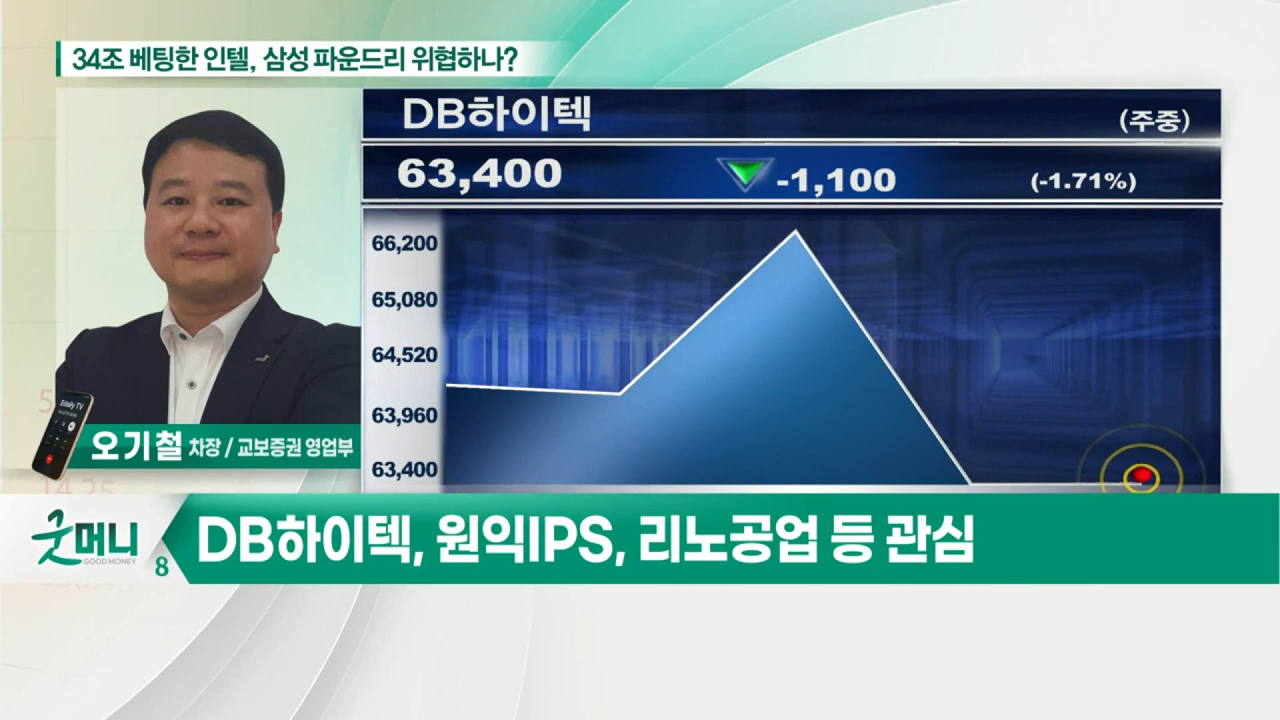 34조 베팅한 인텔, 삼성 파운드리 위협하나?
DB하이텍 (주중)
63,400 ▼ -1,100 (-1.71%)
66,200
65,080
64,520
63,960
63,400
Edaily TV
오기철 차장 / 교보증권 영업부
굿머니
GOOD MONEY
8
DB하이텍, 원익IPS, 리노공업 등 관심